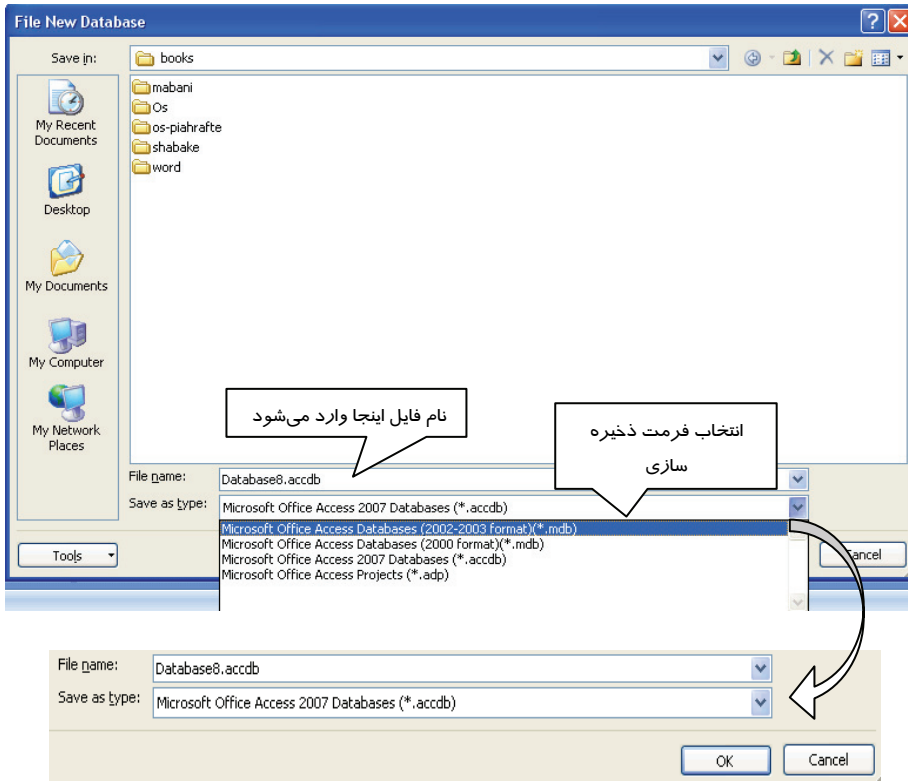 File New Database
Save in:
books
mabani
Os
os-piahrafte
shabake
word
My Recent
Documents
Desktop
My Documents
My Computer
My Network
Places
نام فایل اینجا وارد می‌شود
انتخاب فرمت ذخیره
سازی
File name:
Database8.accdb
Save as type:
Microsoft Office Access 2007 Databases (*.accdb)
Microsoft Office Access Databases (2002-2003 format)(*.mdb)
Microsoft Office Access Databases (2000 format)(*.mdb)
Microsoft Office Access 2007 Databases (*.accdb)
Microsoft Office Access Projects (*.adp)
Tools
Cancel
File name:
Database8.accdb
Save as type:
Microsoft Office Access 2007 Databases (*.accdb)
OK
Cancel